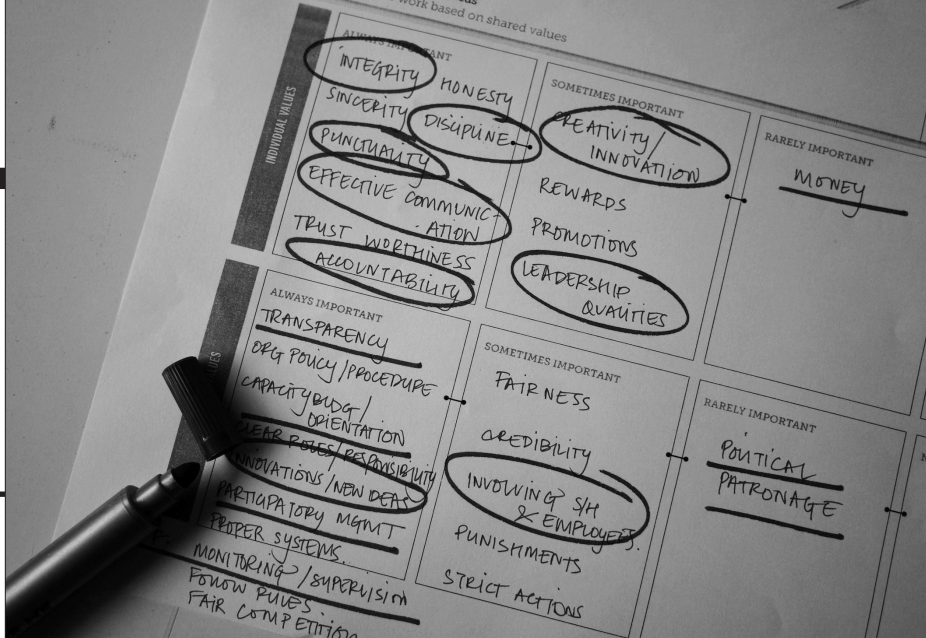 work based on shared values
INDIVIDUAL VALUES
ALWAYS IMPORTANT
INTEGRITY
HONESTY
SINCERITY
DISCIPLINE
PUNCTUALITY
EFFECTIVE COMMUNIC-
ATION
TRUST WORTHINESS
ACCOUNTABILITY
SOMETIMES IMPORTANT
CREATIVITY/
INNOVATION
REWARDS
PROMOTIONS
LEADERSHIP
QUALITIES
RARELY IMPORTANT
MONEY
ALWAYS IMPORTANT
TRANSPARENCY
ORG POLICY/PROCEDURE
CAPACITY BLDG/
ORIENTATION
CLEAR ROLES/RESPONSIBILITY
INNOVATIONS/NEW IDEAS
PARTICIPATORY MGMT
PROPER SYSTEMS.
MONITORING/SUPERVISION
FOLLOW RULES.
FAIR COMPETITION
SOMETIMES IMPORTANT
FAIRNESS
CREDIBILITY
INVOLVING S/H
& EMPLOYEES.
PUNISHMENTS
STRICT ACTIONS
RARELY IMPORTANT
POLITICAL
PATRONAGE